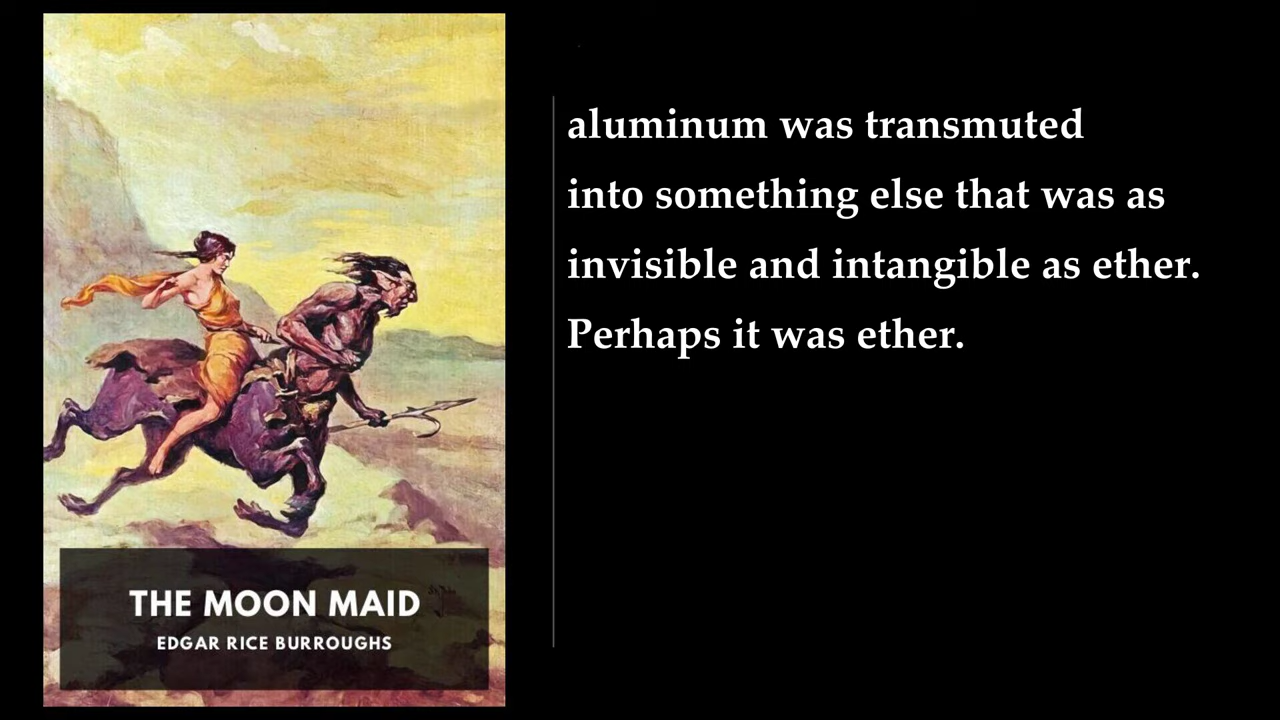 aluminum was transmuted
into something else that was as
invisible and intangible as ether.
Perhaps it was ether.
THE MOON MAID
EDGAR RICE BURROUGHS